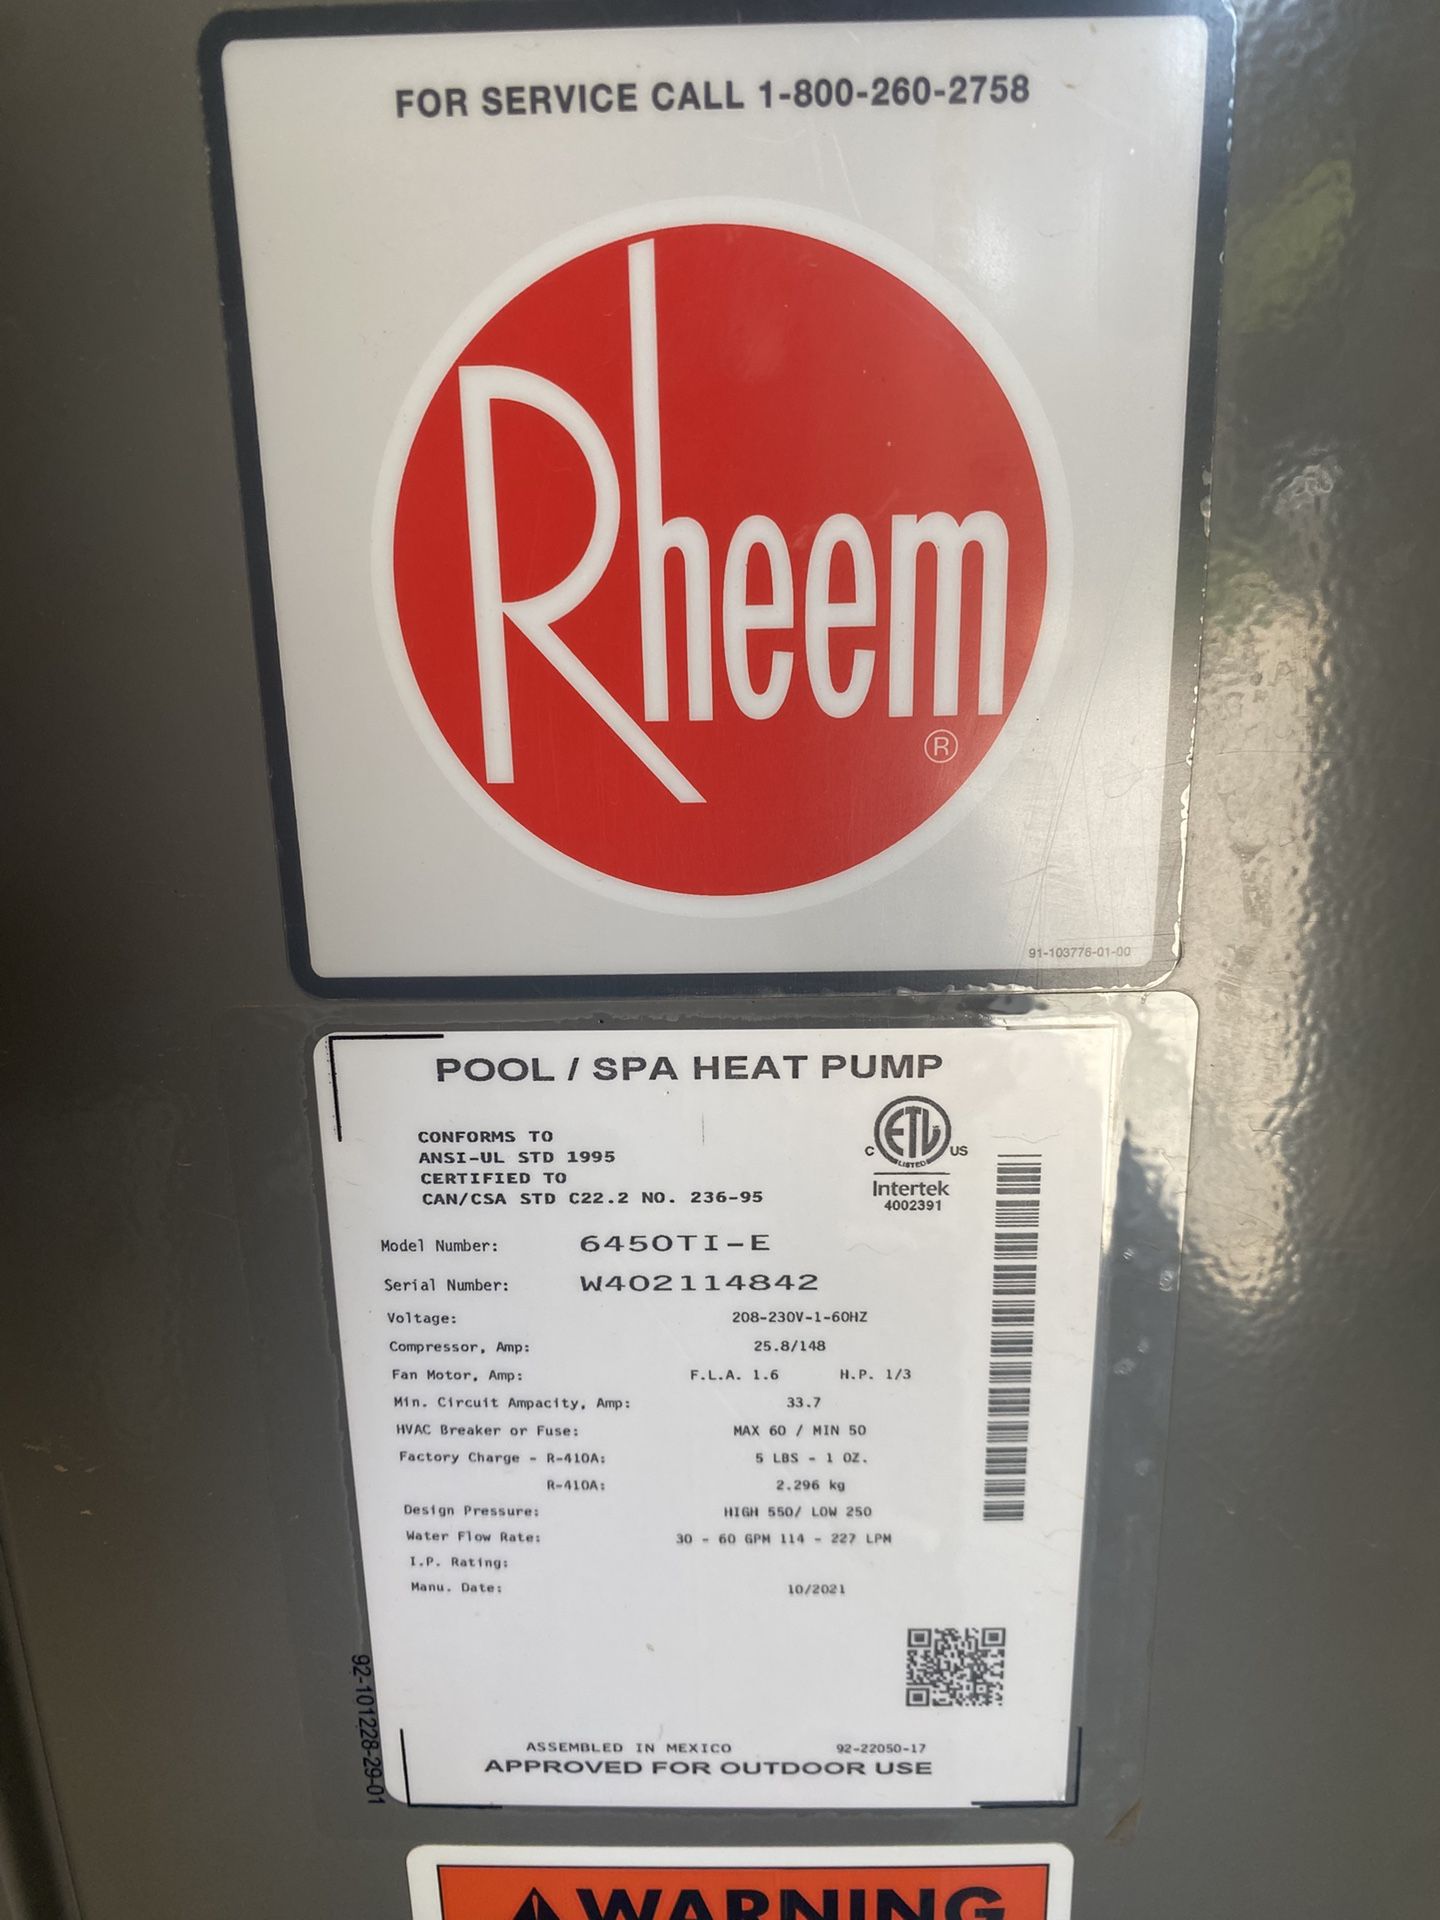 FOR SERVICE CALL 1-800-260-2758
Rheem
®
91-103776-01-00
POOL / SPA HEAT PUMP
CONFORMS TO
ANSI-UL STD 1995
CERTIFIED TO
CAN/CSA STD C22.2 NO. 236-95
C ETL US
LISTED
Intertek
4002391
Model Number: 6450TI-E
Serial Number: W402114842
Voltage: 208-230V-1-60HZ
Compressor, Amp: 25.8/148
Fan Motor, Amp: F.L.A. 1.6 H.P. 1/3
Min. Circuit Ampacity, Amp: 33.7
HVAC Breaker or Fuse: MAX 60 / MIN 50
Factory Charge - R-410A: 5 LBS - 1 OZ.
R-410A: 2.296 kg
Design Pressure: HIGH 550/ LOW 250
Water Flow Rate: 30 - 60 GPM 114 - 227 LPM
I.P. Rating:
Manu. Date: 10/2021
92-101228-29-01
ASSEMBLED IN MEXICO 92-22050-17
APPROVED FOR OUTDOOR USE
WARNING